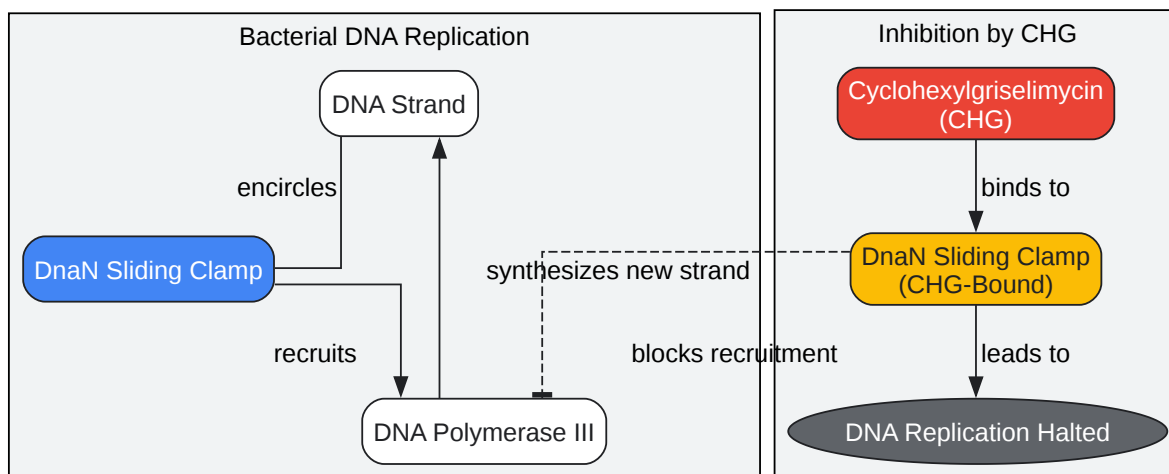 Bacterial DNA Replication
DNA Strand
encircles
DnaN Sliding Clamp
synthesizes new strand
recruits
blocks recruitment
DNA Polymerase III
Inhibition by CHG
Cyclohexylgriselimycin
(CHG)
binds to
DnaN Sliding Clamp
(CHG-Bound)
leads to
DNA Replication Halted